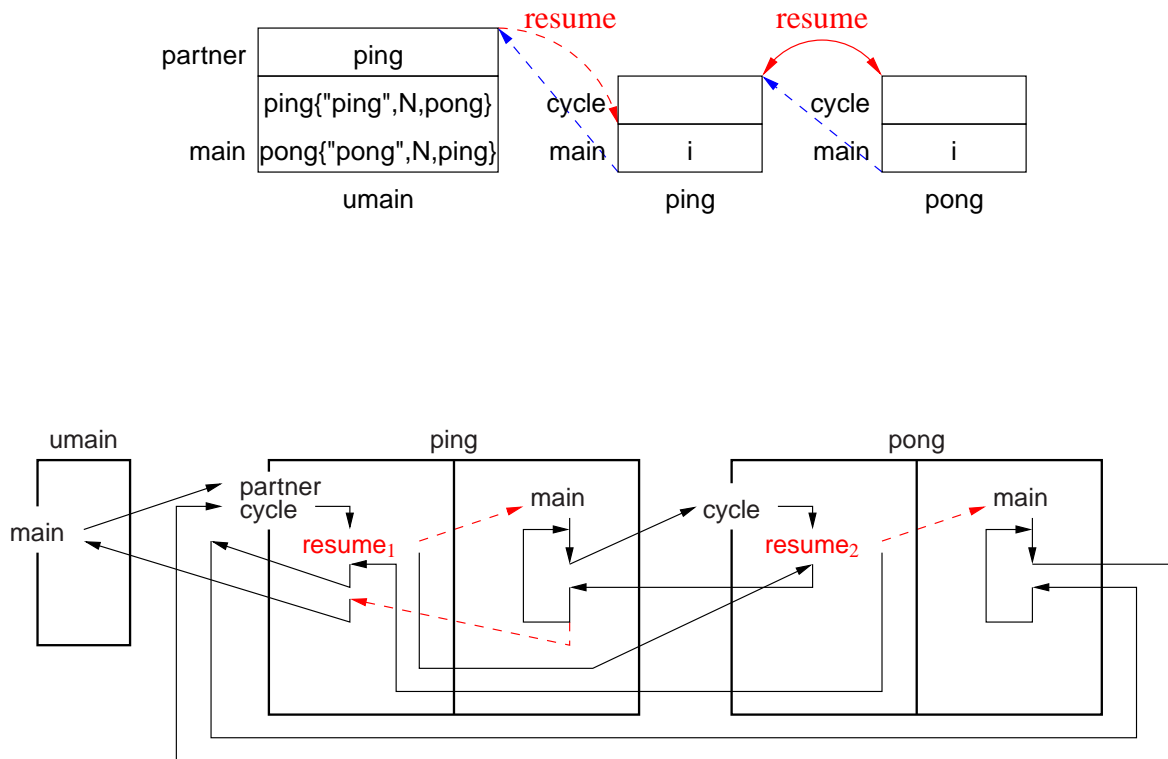 resume resume
partner ping
ping{"ping",N,pong} cycle cycle
main pong{"pong",N,ping} main i main i
umain ping pong
umain ping pong
partner main main
cycle cycle
main resume1 resume2